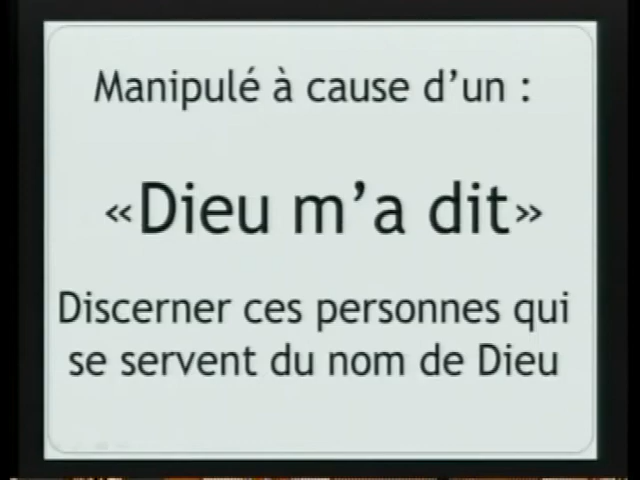 Manipulé à cause d’un :
«Dieu m’a dit»
Discerner ces personnes qui
se servent du nom de Dieu